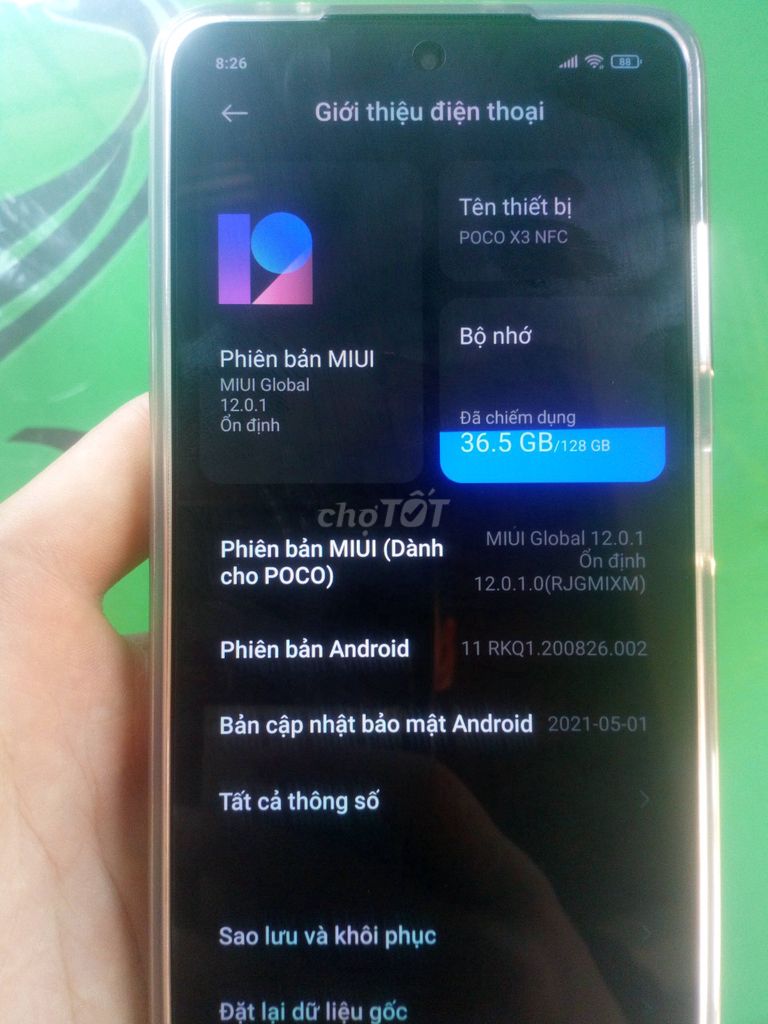 8:26
88
Giới thiệu điện thoại
Tên thiết bị
POCO X3 NFC
Phiên bản MIUI
MIUI Global
12.0.1
Ổn định
Bộ nhớ
Đã chiếm dụng
36.5 GB/128 GB
chợTỐT
Phiên bản MIUI (Dành
cho POCO)
MIUI Global 12.0.1
Ổn định
12.0.1.0(RJGMIXM)
Phiên bản Android
11 RKQ1.200826.002
Bản cập nhật bảo mật Android
2021-05-01
Tất cả thông số
Sao lưu và khôi phục
Đặt lại dữ liệu gốc